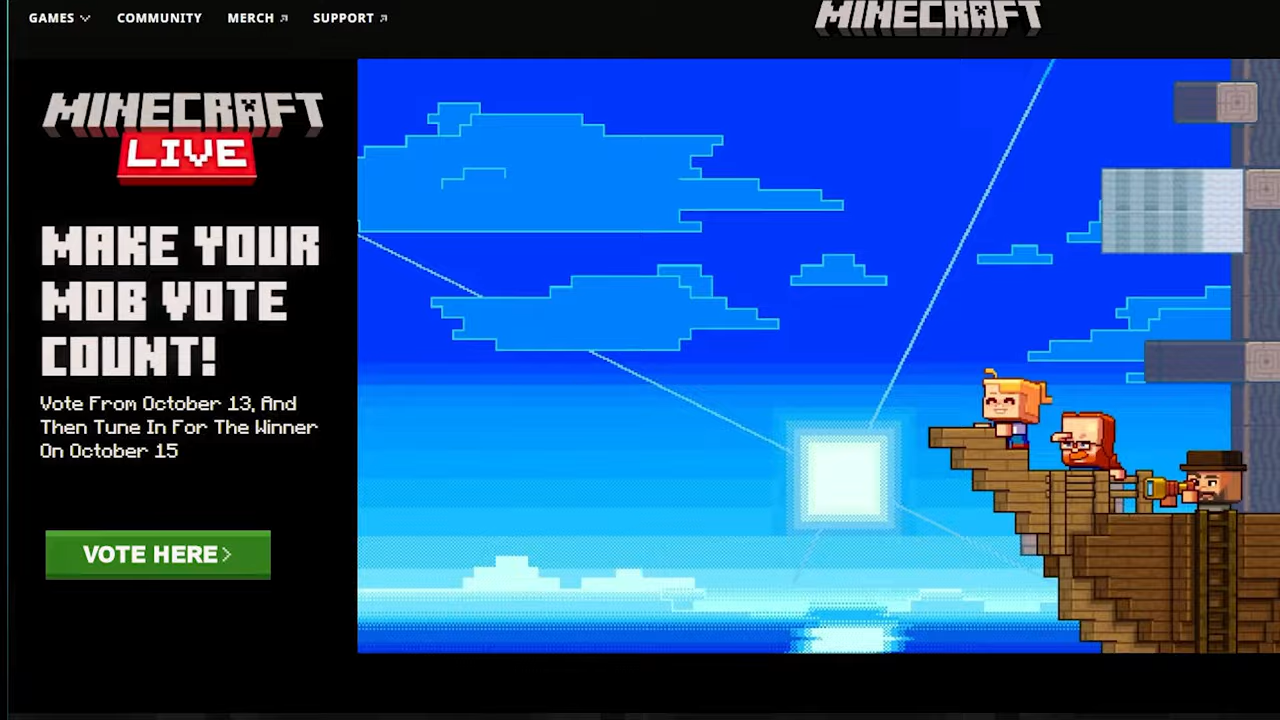 GAMES
COMMUNITY
MERCH
SUPPORT
MINECRAFT
MINECRAFT
LIVE
MAKE YOUR
MOB VOTE
COUNT!
Vote From October 13, And
Then Tune In For The Winner
On October 15
VOTE HERE